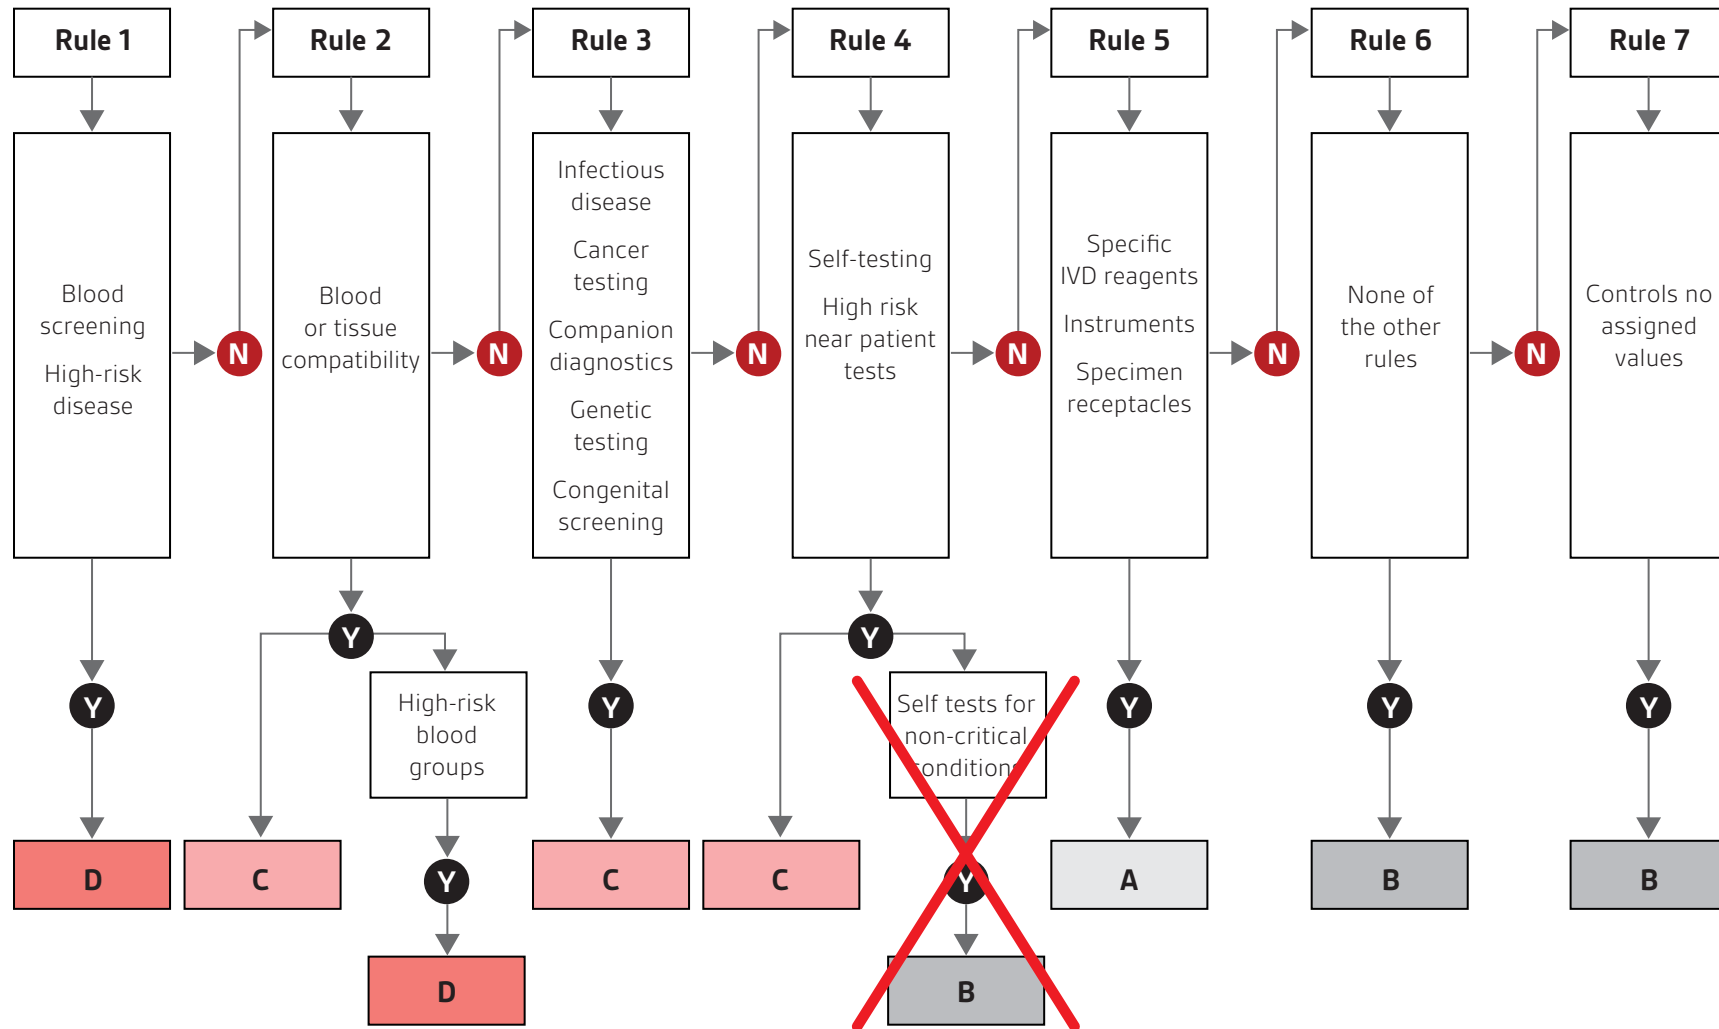 Rule 1
Rule 2
Rule 3
Rule 4
Rule 5
Rule 6
Rule 7
Blood
screening
High-risk
disease
N
Blood
or tissue
compatibility
N
Infectious
disease
Cancer
testing
Companion
diagnostics
Genetic
testing
Congenital
screening
N
Self-testing
High risk
near patient
tests
N
Specific
IVD reagents
Instruments
Specimen
receptacles
N
None of
the other
rules
N
Controls no
assigned
values
Y
Y
High-risk
blood
groups
Y
Y
Self tests for
non-critical
conditions
Y
Y
Y
D
C
Y
D
C
C
Y
B
A
B
B